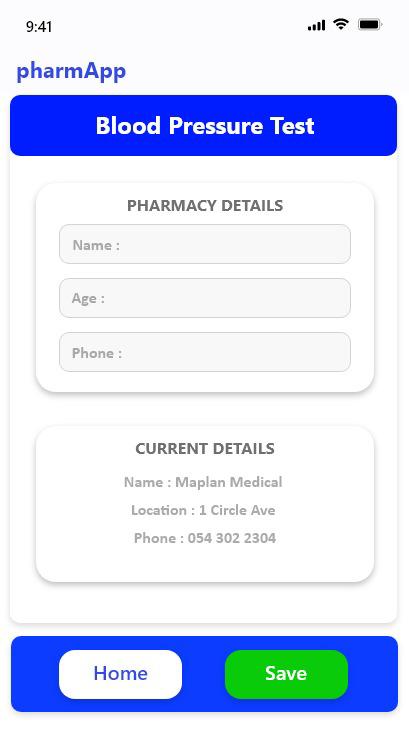 9:41
pharmApp
Blood Pressure Test
PHARMACY DETAILS
Name :
Age :
Phone :
CURRENT DETAILS
Name : Maplan Medical
Location : 1 Circle Ave
Phone : 054 302 2304
Home Save